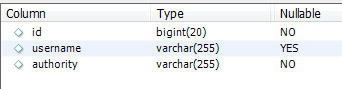 Column Type Nullable
id bigint(20) NO
username varchar(255) YES
authority varchar(255) NO